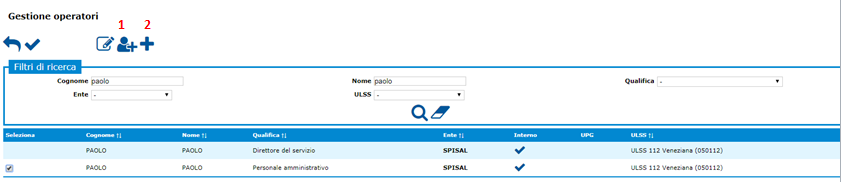 Gestione operatori
1 2
Filtri di ricerca
Cognome paolo Nome paolo Qualifica -
Ente - ULSS -
Seleziona Cognome Nome Qualifica Ente Interno UPG ULSS
PAOLO PAOLO Direttore del servizio SPISAL ULSS 112 Veneziana (050112)
PAOLO PAOLO Personale amministrativo SPISAL ULSS 112 Veneziana (050112)